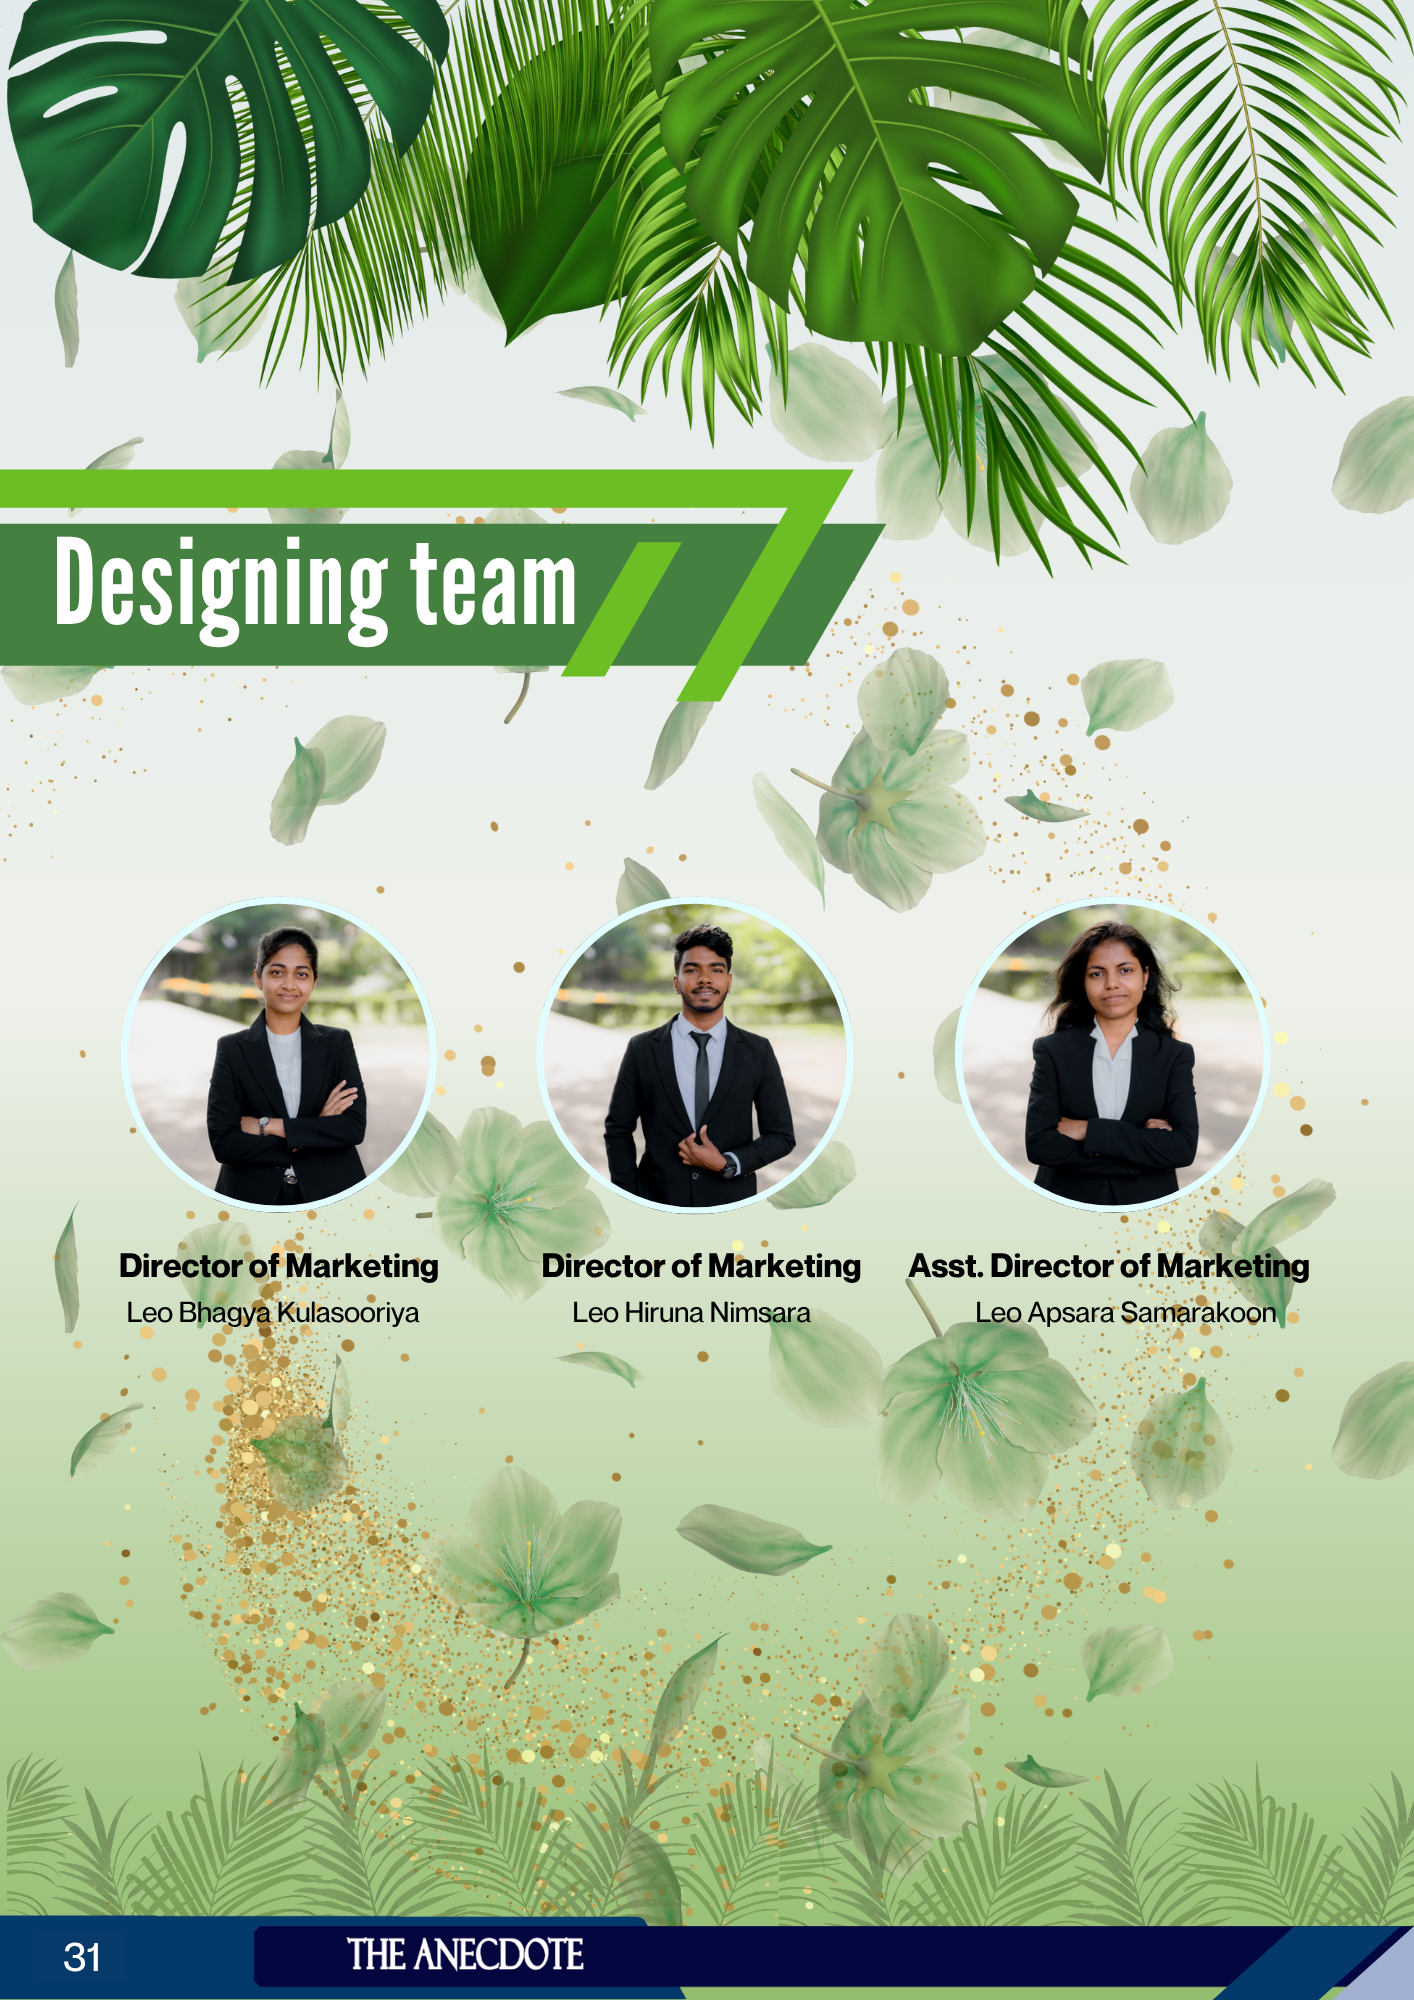 Designing team
Director of Marketing
Leo Bhagya Kulasooriya
Director of Marketing
Leo Hiruna Nimsara
Asst. Director of Marketing
Leo Apsara Samarakoon
31
THE ANECDOTE